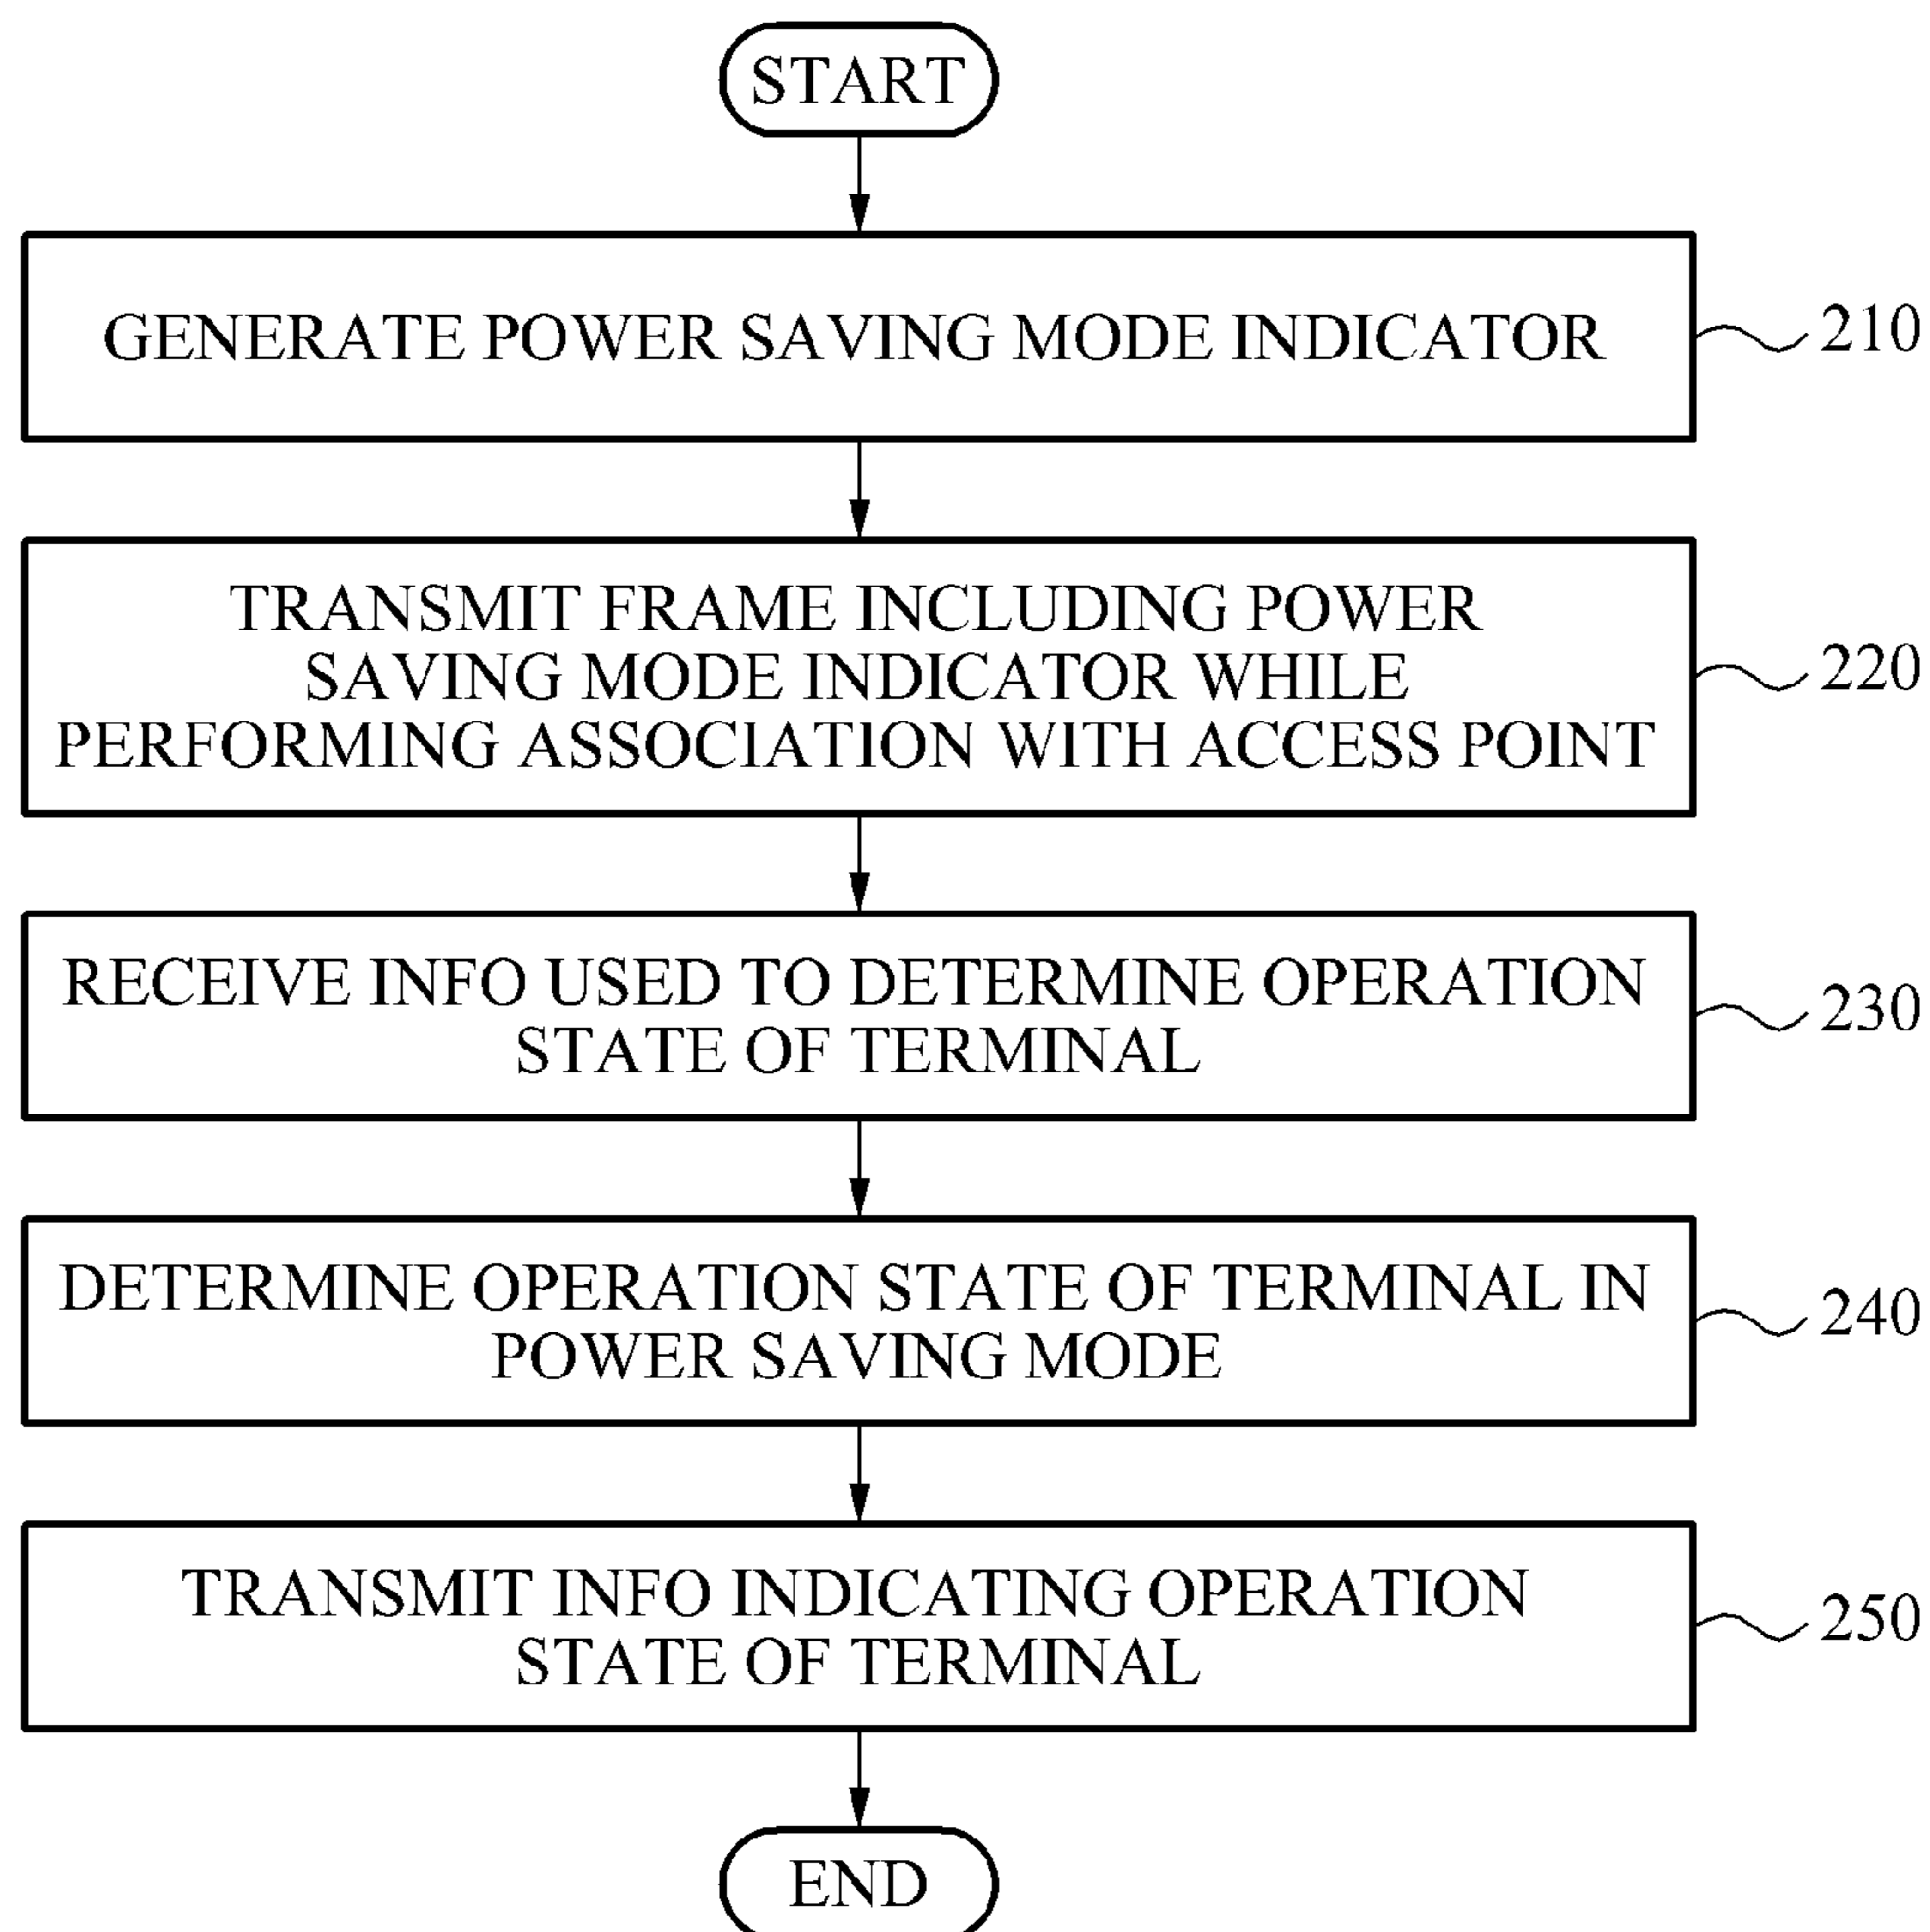 START
GENERATE POWER SAVING MODE INDICATOR
210
TRANSMIT FRAME INCLUDING POWER
SAVING MODE INDICATOR WHILE
PERFORMING ASSOCIATION WITH ACCESS POINT
220
RECEIVE INFO USED TO DETERMINE OPERATION
STATE OF TERMINAL
230
DETERMINE OPERATION STATE OF TERMINAL IN
POWER SAVING MODE
240
TRANSMIT INFO INDICATING OPERATION
STATE OF TERMINAL
250
END